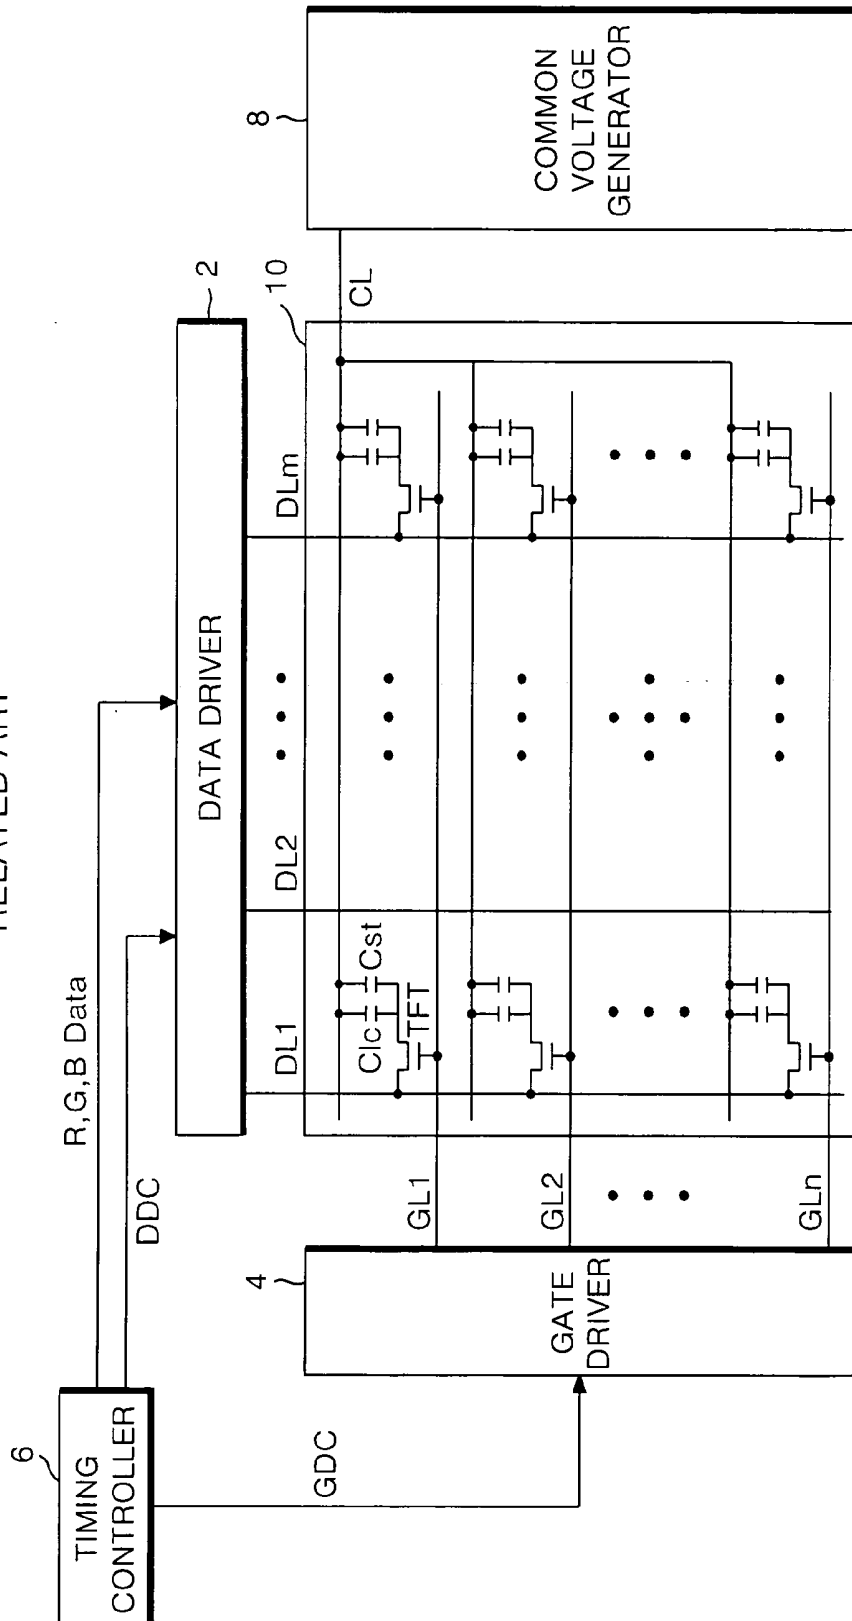 RELATED ART
6
TIMING
CONTROLLER
R,G,B Data
DDC
GDC
DATA DRIVER
2
4
GATE
DRIVER
8
COMMON
VOLTAGE
GENERATOR
10
CL
DL1
DL2
DLm
Clc
Cst
TFT
GL1
GL2
GLn